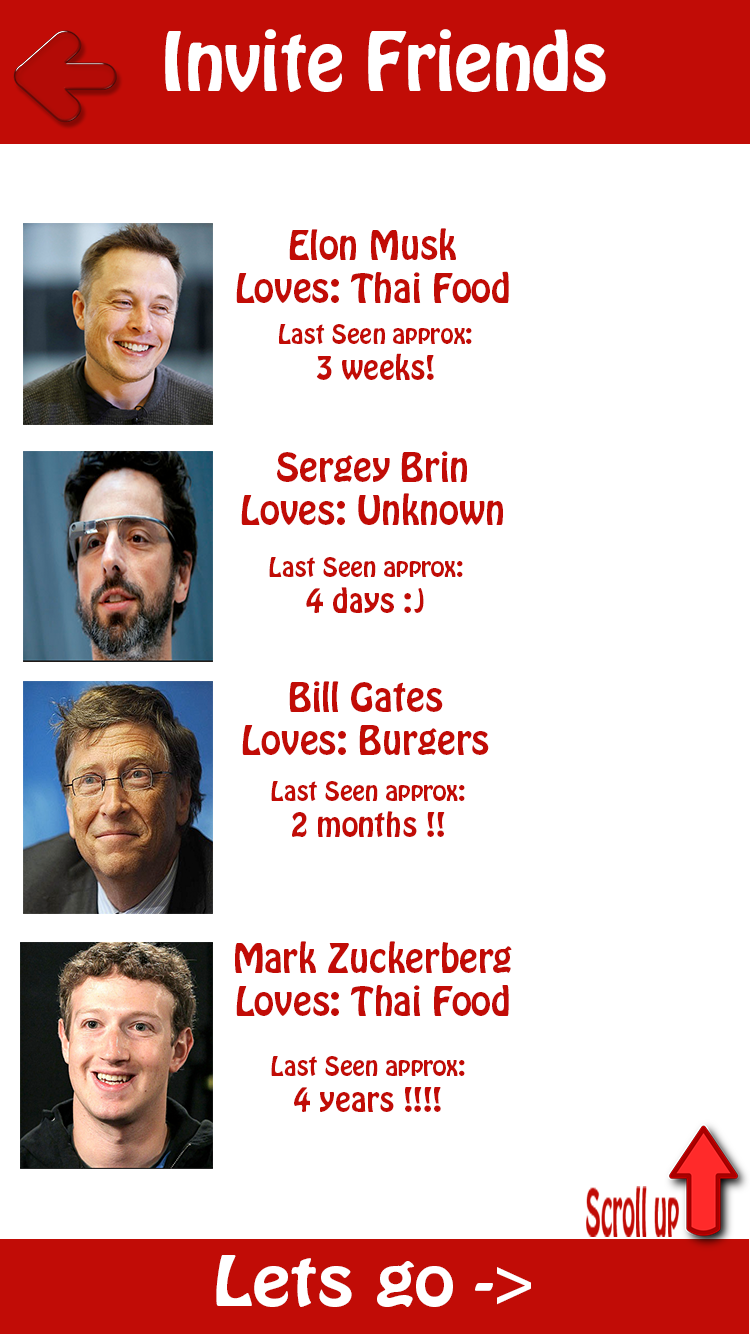 Invite Friends
Elon Musk
Loves: Thai Food
Last Seen approx:
3 weeks!
Sergey Brin
Loves: Unknown
Last Seen approx:
4 days :)
Bill Gates
Loves: Burgers
Last Seen approx:
2 months !!
Mark Zuckerberg
Loves: Thai Food
Last Seen approx:
4 years !!!!
Scroll up
Lets go ->